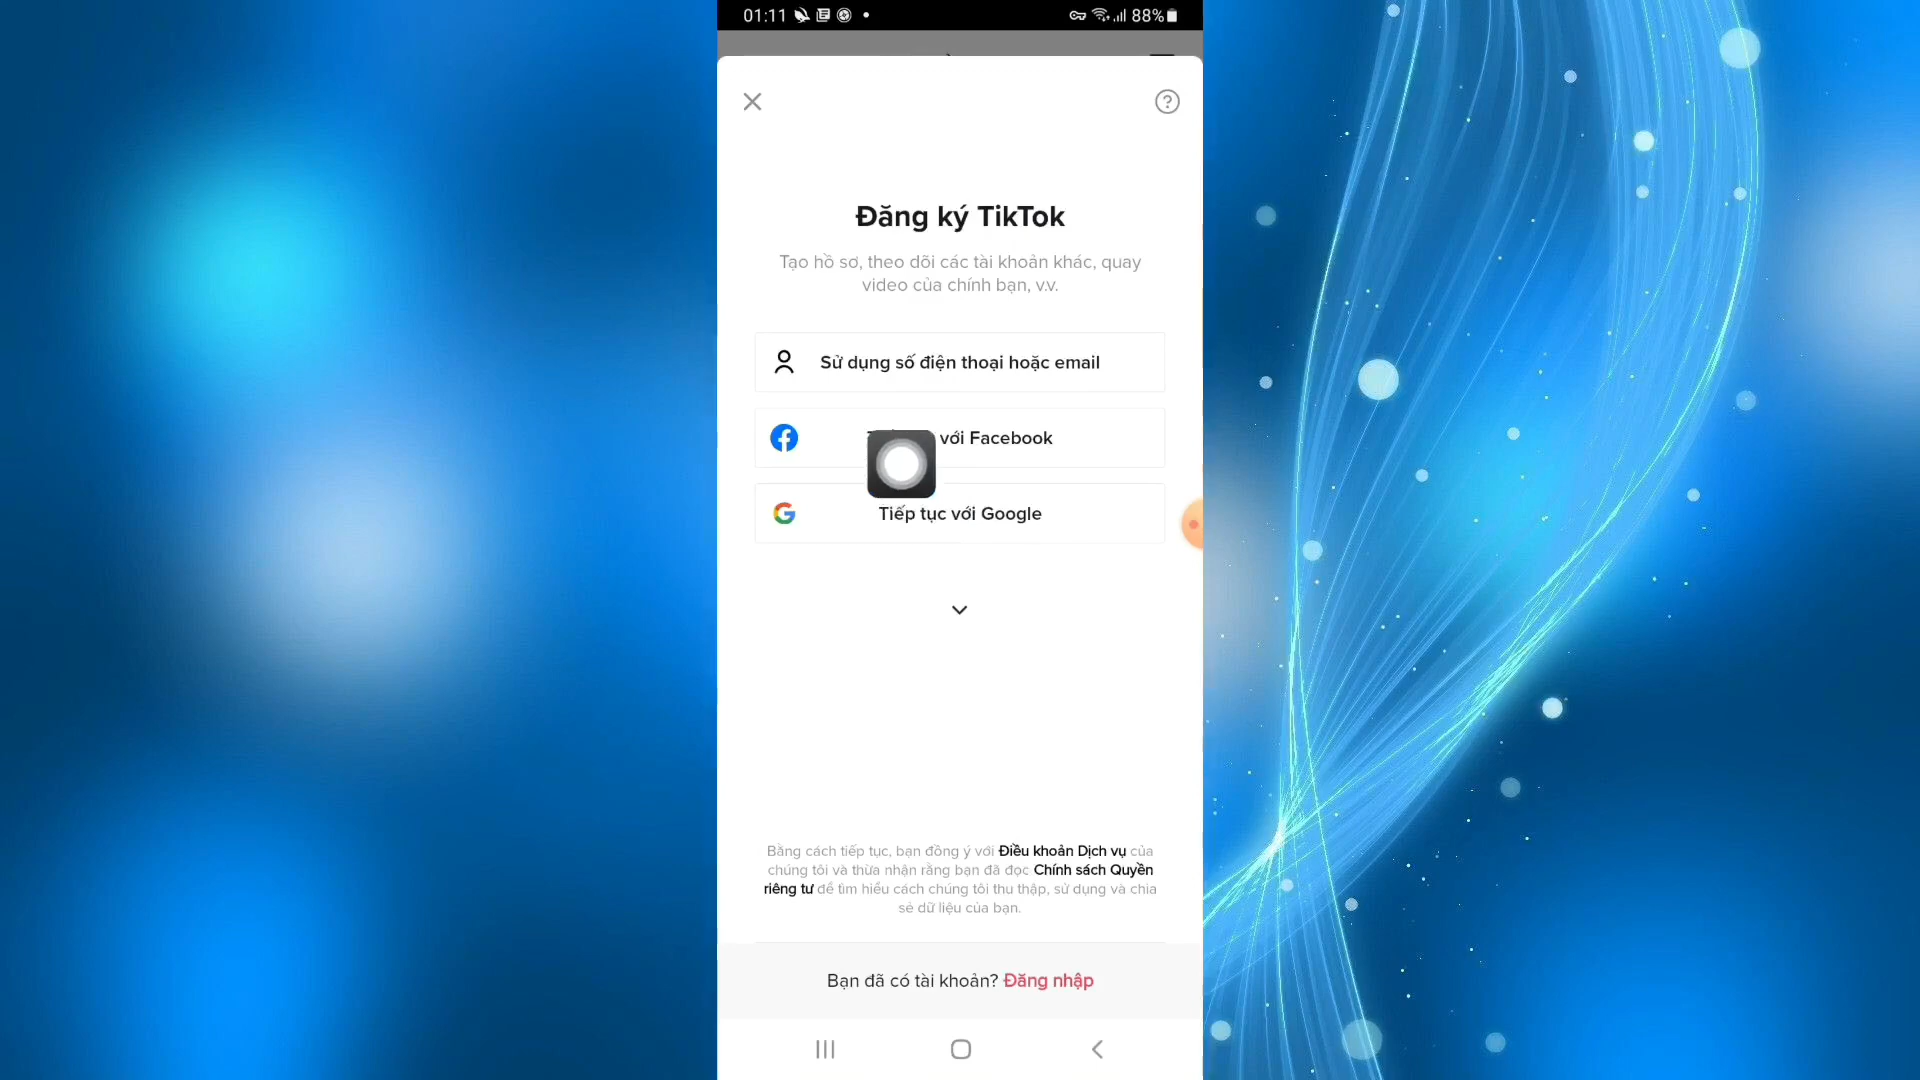 01:11
88%
Đăng ký TikTok
Tạo hồ sơ, theo dõi các tài khoản khác, quay
video của chính bạn, v.v.
Sử dụng số điện thoại hoặc email
với Facebook
Tiếp tục với Google
Bằng cách tiếp tục, bạn đồng ý với Điều khoản Dịch vụ của
chúng tôi và thừa nhận rằng bạn đã đọc Chính sách Quyền
riêng tư để tìm hiểu cách chúng tôi thu thập, sử dụng và chia
sẻ dữ liệu của bạn.
Bạn đã có tài khoản? Đăng nhập